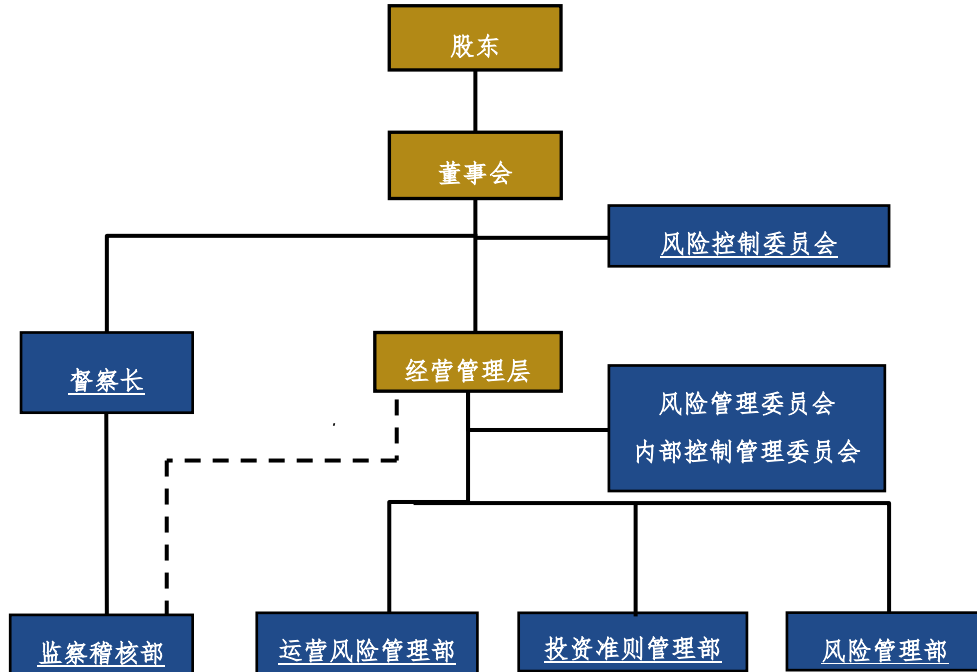 股东
董事会
风险控制委员会
督察长
经营管理层
风险管理委员会
内部控制管理委员会
监察稽核部
运营风险管理部
投资准则管理部
风险管理部